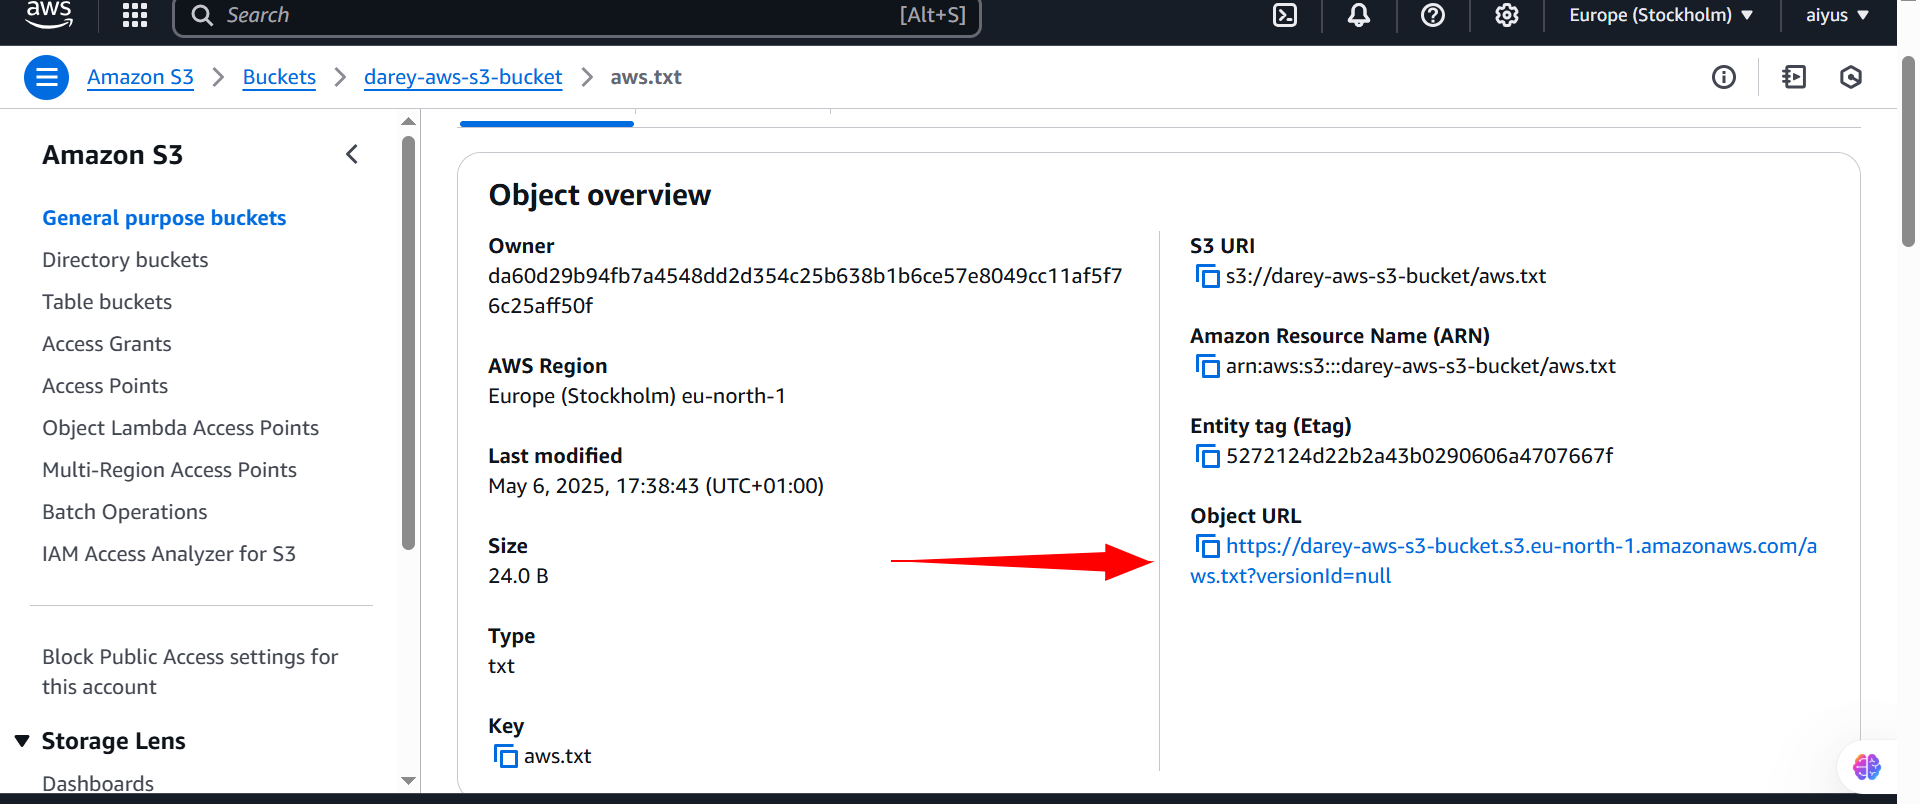 aws
Search
[Alt+S]
Europe (Stockholm)
aiyus
Amazon S3
Buckets
darey-aws-s3-bucket
aws.txt
Amazon S3
General purpose buckets
Directory buckets
Table buckets
Access Grants
Access Points
Object Lambda Access Points
Multi-Region Access Points
Batch Operations
IAM Access Analyzer for S3
Block Public Access settings for
this account
Storage Lens
Dashboards
Object overview
Owner
da60d29b94fb7a4548dd2d354c25b638b1b6ce57e8049cc11af5f7
6c25aff50f
AWS Region
Europe (Stockholm) eu-north-1
Last modified
May 6, 2025, 17:38:43 (UTC+01:00)
Size
24.0 B
Type
txt
Key
aws.txt
S3 URI
s3://darey-aws-s3-bucket/aws.txt
Amazon Resource Name (ARN)
arn:aws:s3:::darey-aws-s3-bucket/aws.txt
Entity tag (Etag)
5272124d22b2a43b0290606a4707667f
Object URL
https://darey-aws-s3-bucket.s3.eu-north-1.amazonaws.com/a
ws.txt?versionId=null